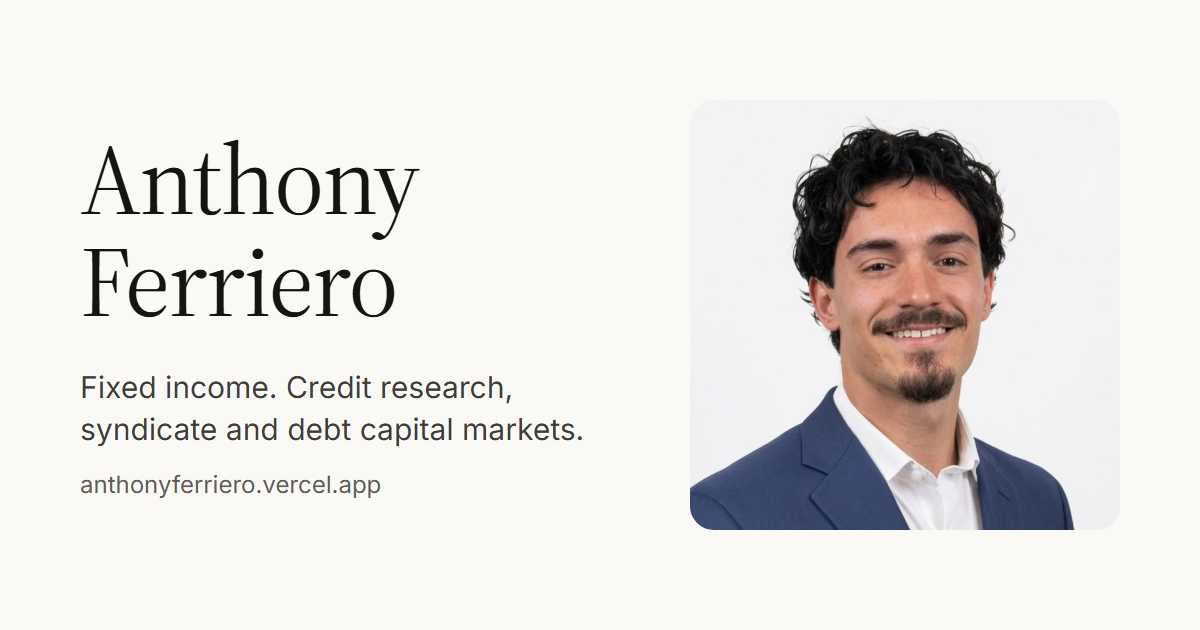 Anthony
Ferriero
Fixed income. Credit research,
syndicate and debt capital markets.
anthonyferriero.vercel.app